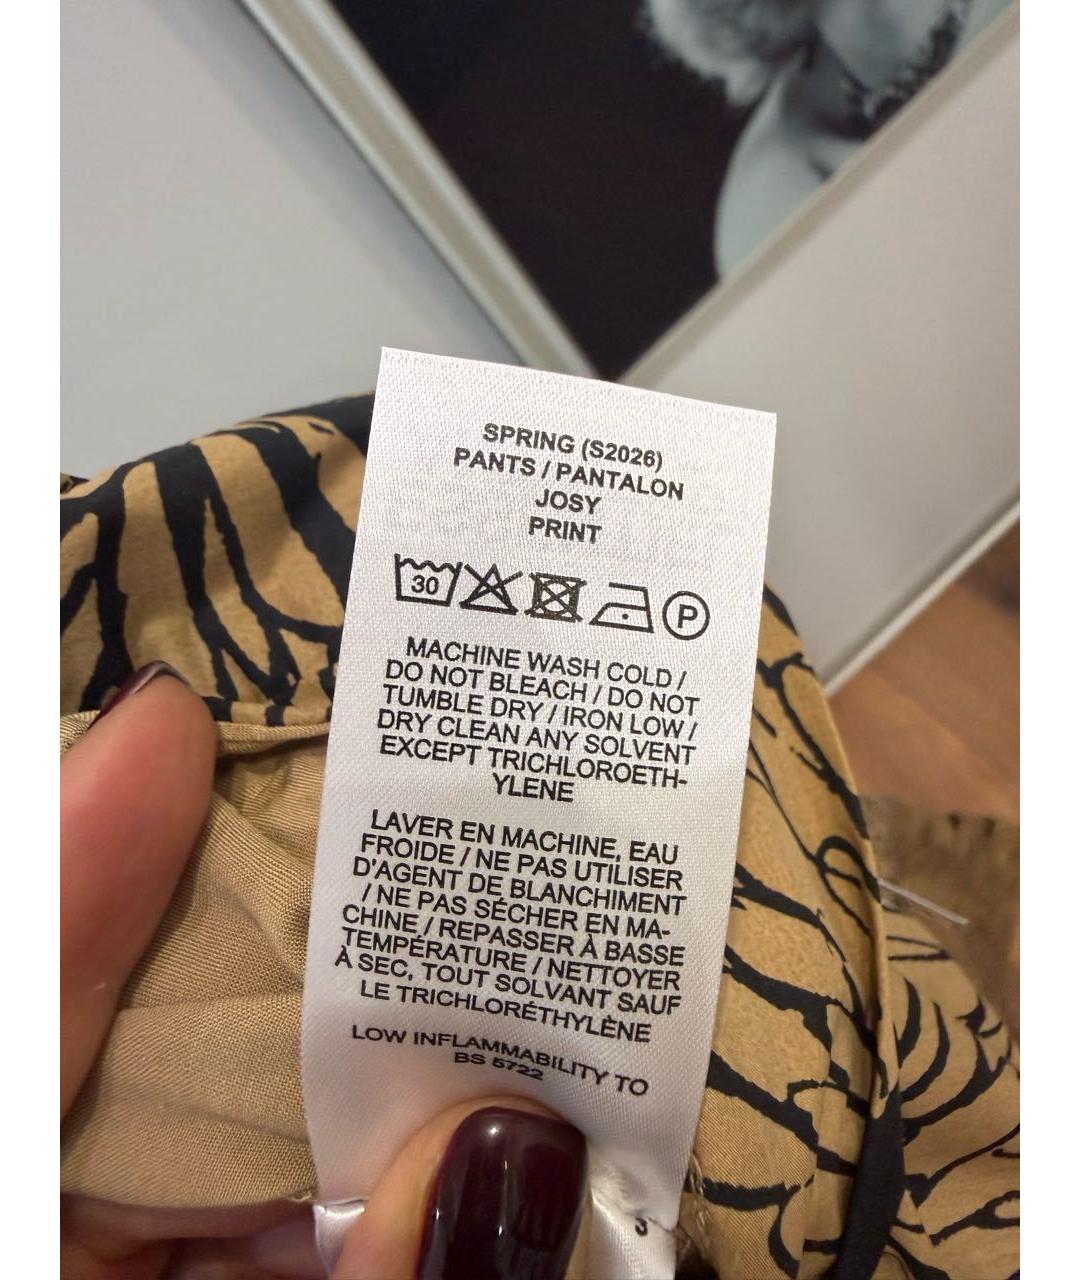 SPRING (S2026)
PANTS / PANTALON
JOSY
PRINT
30 P
MACHINE WASH COLD /
DO NOT BLEACH / DO NOT
TUMBLE DRY / IRON LOW /
DRY CLEAN ANY SOLVENT
EXCEPT TRICHLOROETH-
YLENE
LAVER EN MACHINE, EAU
FROIDE / NE PAS UTILISER
D'AGENT DE BLANCHIMENT
/ NE PAS SÉCHER EN MA-
CHINE / REPASSER À BASSE
TEMPÉRATURE / NETTOYER
À SEC, TOUT SOLVANT SAUF
LE TRICHLORÉTHYLÈNE
LOW INFLAMMABILITY TO
BS 5722
3